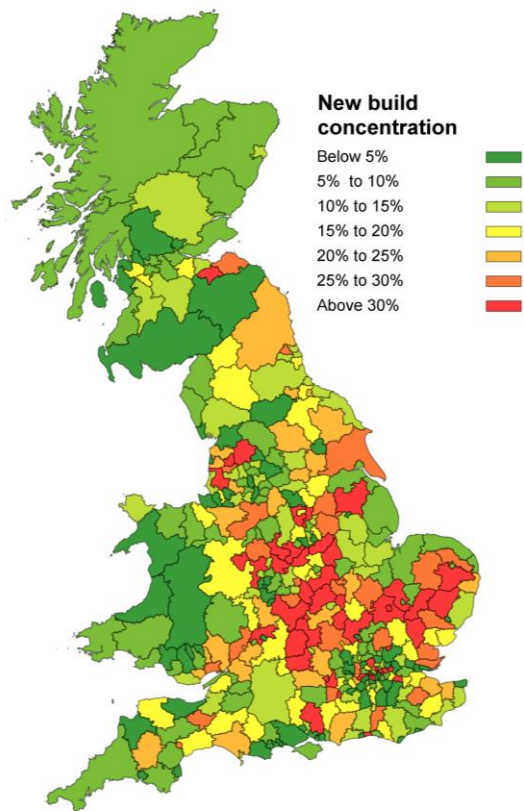 New build
concentration
Below 5%
5% to 10%
10% to 15%
15% to 20%
20% to 25%
25% to 30%
Above 30%